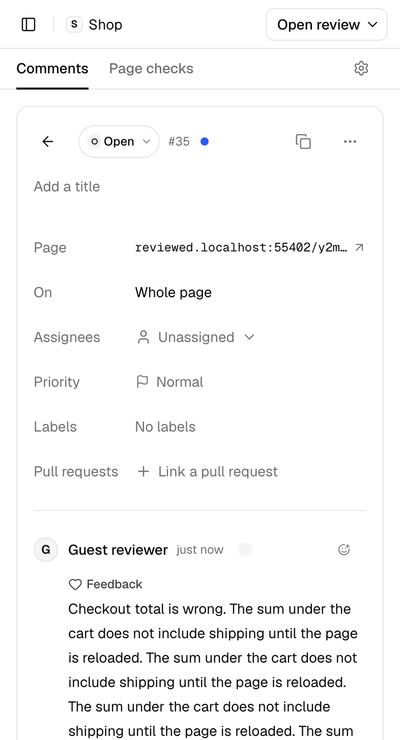 S Shop
Open review
Comments Page checks
Open #35
Add a title
Page reviewed.localhost:55402/y2m…
On Whole page
Assignees Unassigned
Priority Normal
Labels No labels
Pull requests Link a pull request
G Guest reviewer just now
Feedback
Checkout total is wrong. The sum under the
cart does not include shipping until the page
is reloaded. The sum under the cart does not
include shipping until the page is reloaded.
The sum under the cart does not include
shipping until the page is reloaded. The sum